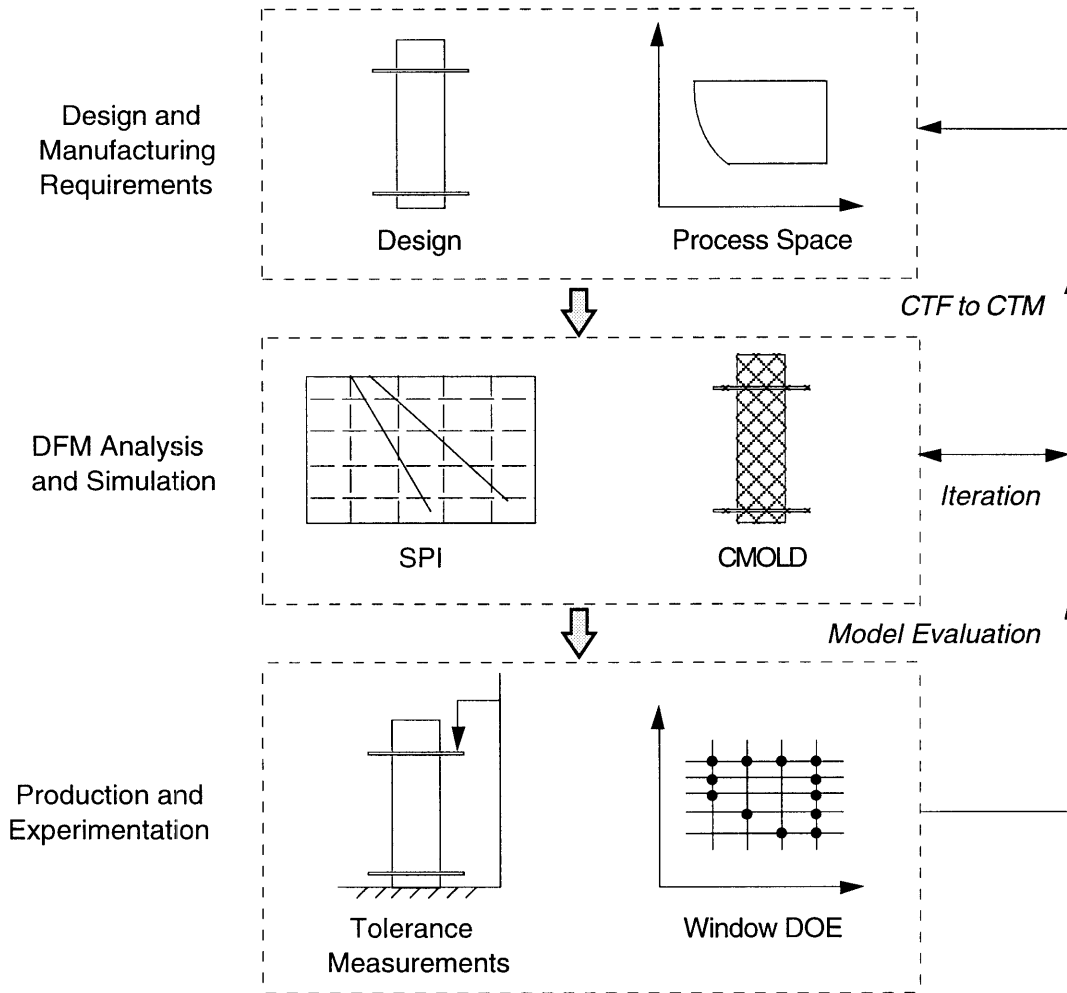 Design and
Manufacturing
Requirements
Design
Process Space
CTF to CTM
DFM Analysis
and Simulation
SPI
CMOLD
Iteration
Model Evaluation
Production and
Experimentation
Tolerance
Measurements
Window DOE